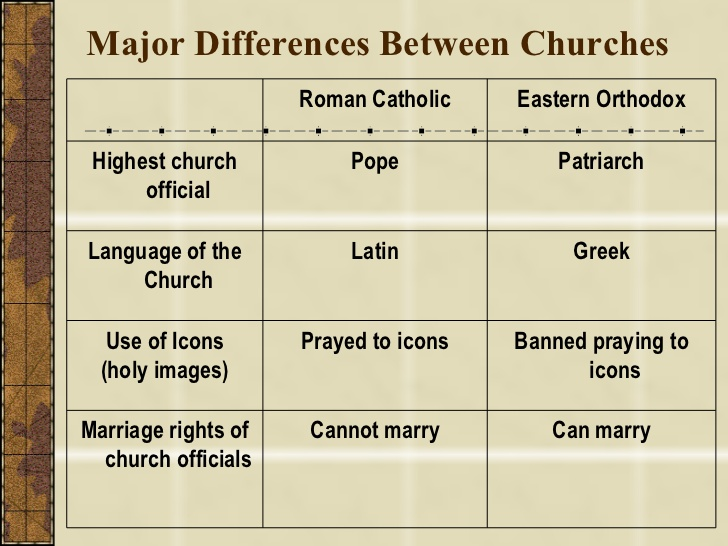 Major Differences Between Churches
Roman Catholic
Eastern Orthodox
Highest church
official
Pope
Patriarch
Language of the
Church
Latin
Greek
Use of Icons
(holy images)
Prayed to icons
Banned praying to
icons
Marriage rights of
church officials
Cannot marry
Can marry